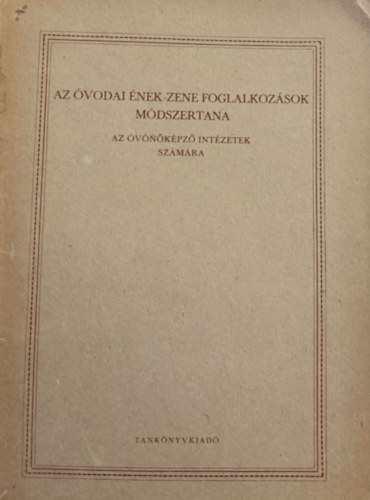 AZ ÓVODAI ÉNEK-ZENE FOGLALKOZÁSOK
MÓDSZERTANA
AZ ÓVÓNŐKÉPZŐ INTÉZETEK
SZÁMÁRA
TANKÖNYVKIADÓ